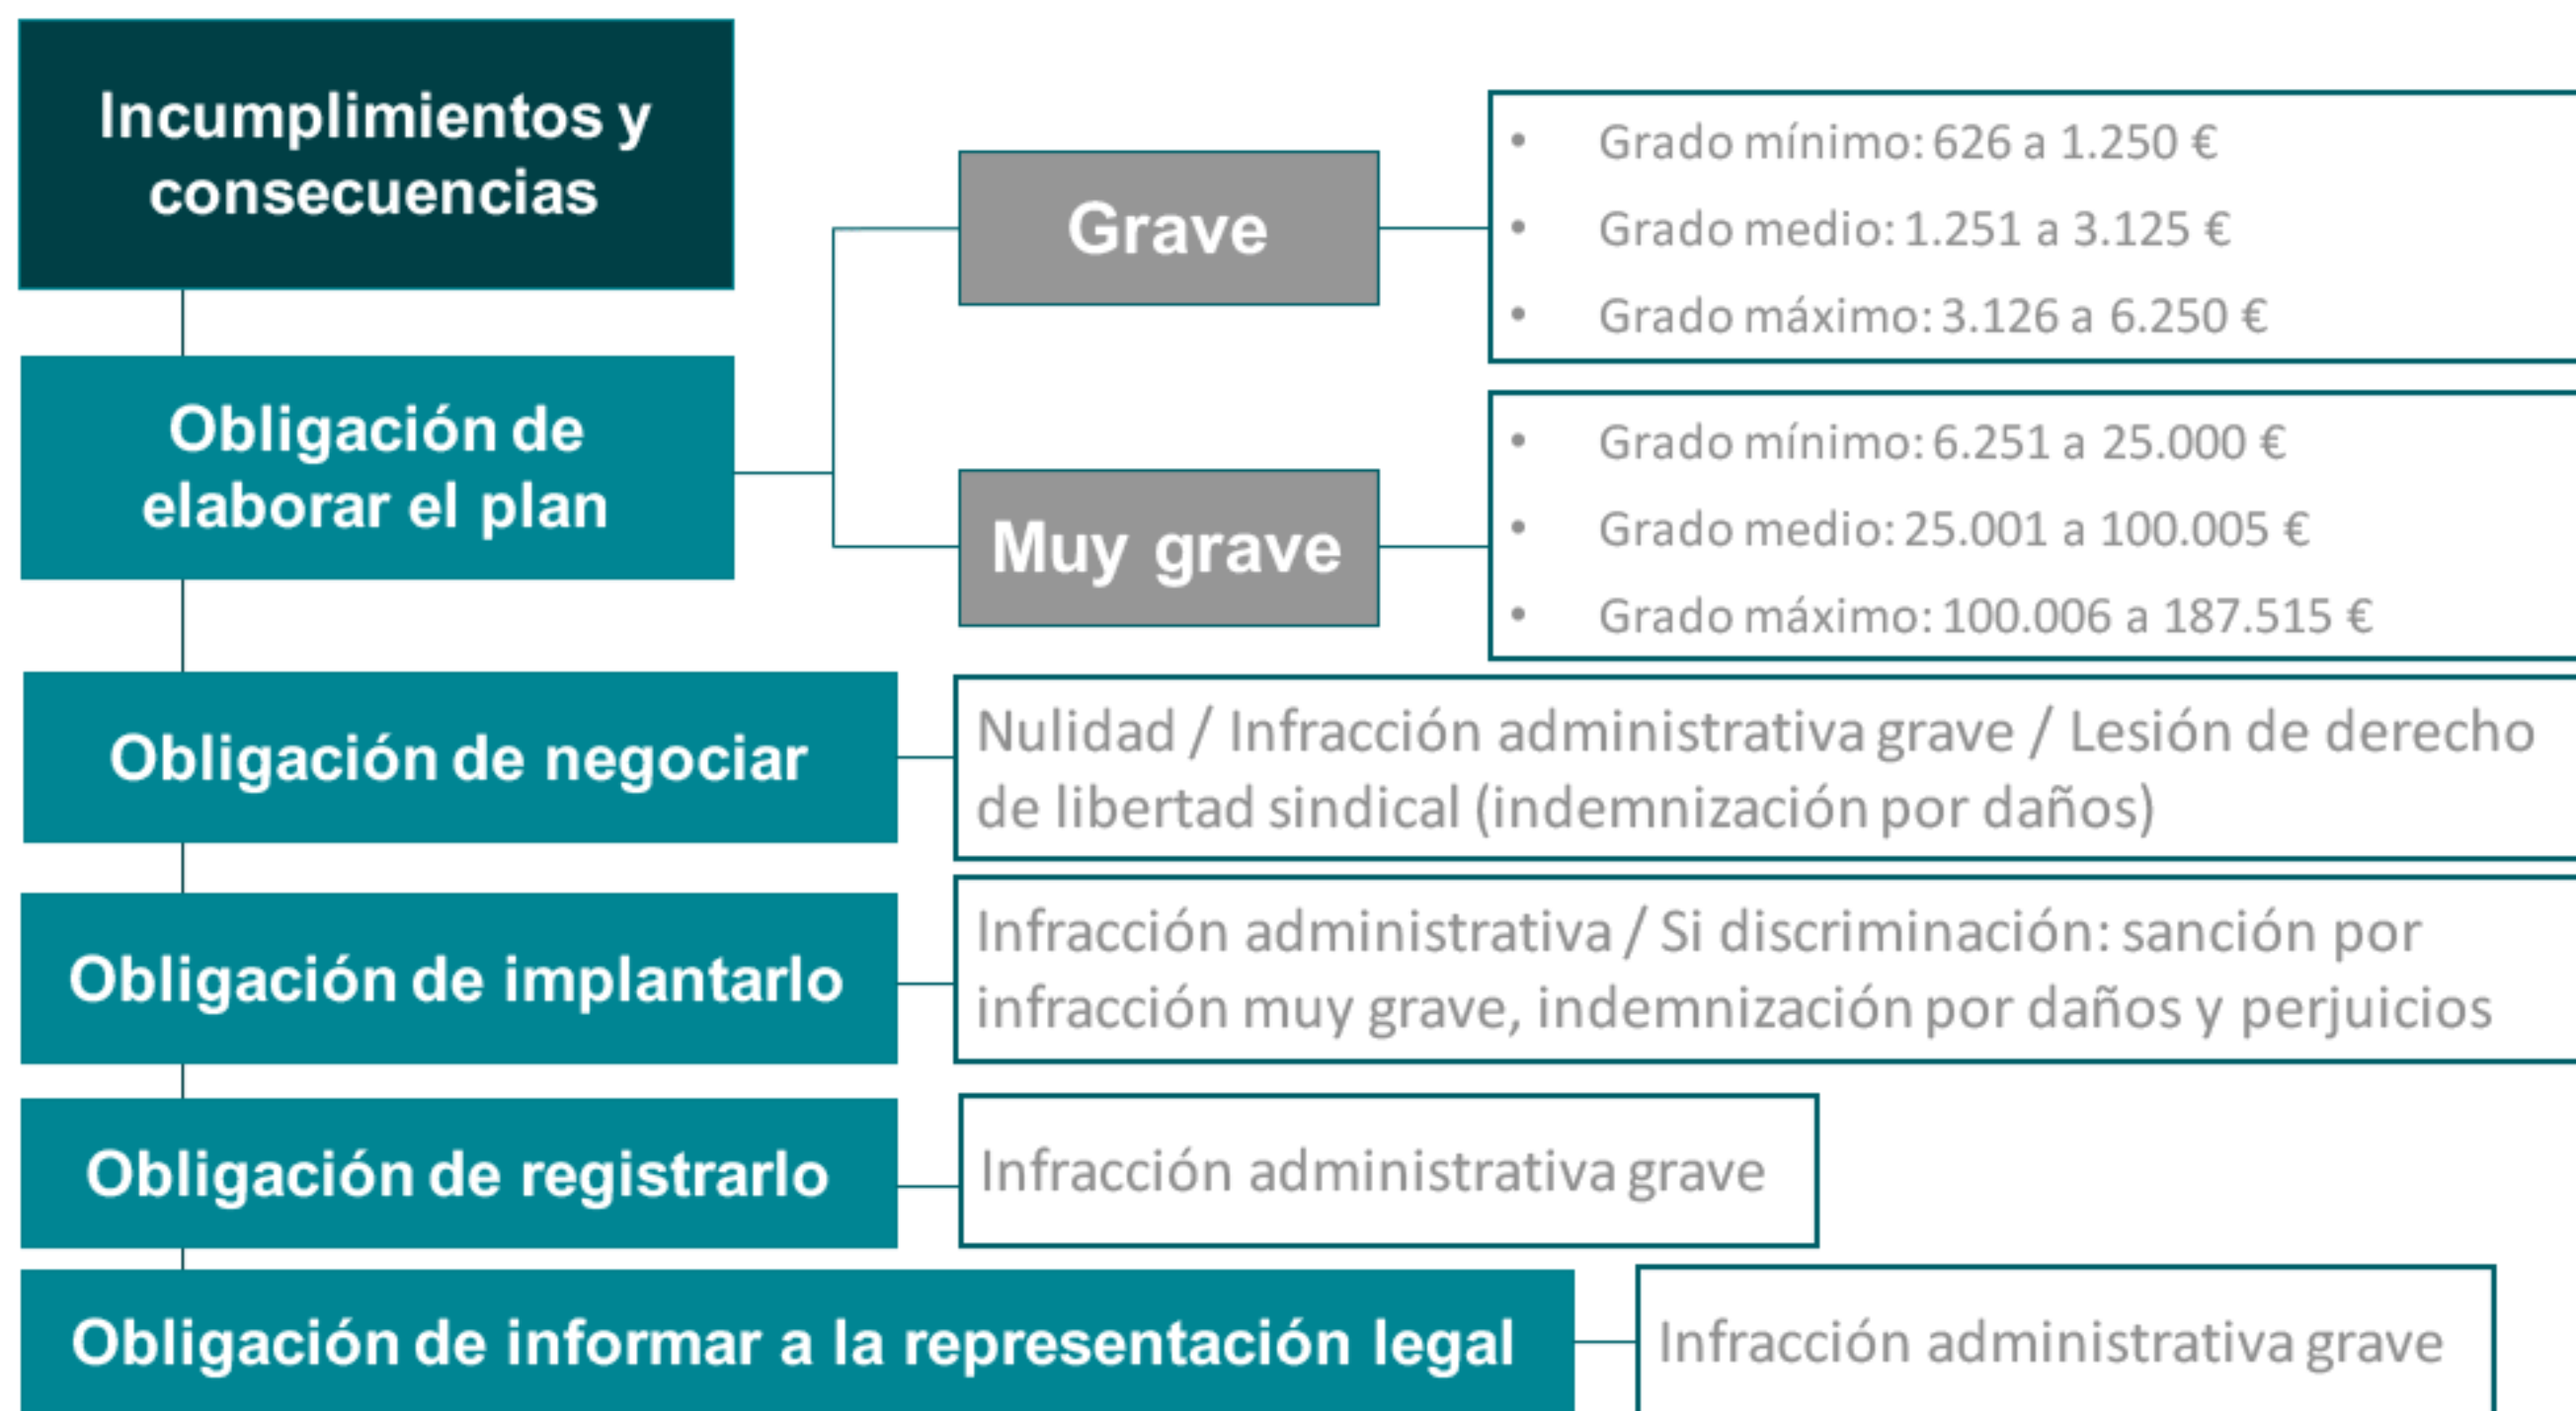 Incumplimientos y
consecuencias
Grave
• Grado mínimo: 626 a 1.250 €
• Grado medio: 1.251 a 3.125 €
• Grado máximo: 3.126 a 6.250 €
Obligación de
elaborar el plan
Muy grave
• Grado mínimo: 6.251 a 25.000 €
• Grado medio: 25.001 a 100.005 €
• Grado máximo: 100.006 a 187.515 €
Obligación de negociar
Nulidad / Infracción administrativa grave / Lesión de derecho
de libertad sindical (indemnización por daños)
Obligación de implantarlo
Infracción administrativa / Si discriminación: sanción por
infracción muy grave, indemnización por daños y perjuicios
Obligación de registrarlo
Infracción administrativa grave
Obligación de informar a la representación legal
Infracción administrativa grave